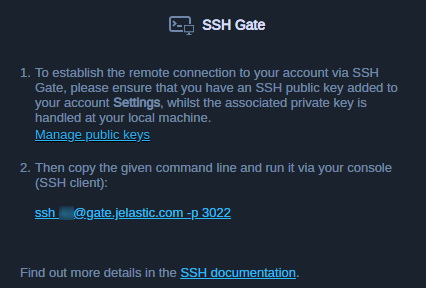 SSH Gate
1. To establish the remote connection to your account via SSH
Gate, please ensure that you have an SSH public key added to
your account Settings, whilst the associated private key is
handled at your local machine.
Manage public keys
2. Then copy the given command line and run it via your console
(SSH client):
ssh @gate.jelastic.com -p 3022
Find out more details in the SSH documentation.